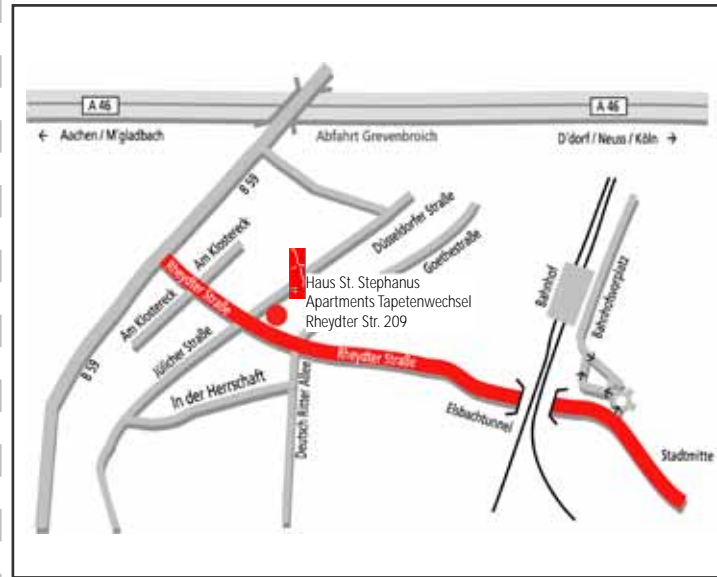 A 46
A 46
← Aachen / M'gladbach
Abfahrt Grevenbroich
D'dorf / Neuss / Köln →
B 59
Düsseldorfer Straße
Goethestraße
Am Klostereck
Am Klostereck
Rheydter Straße
Haus St. Stephanus
Apartments Tapetenwechsel
Rheydter Str. 209
Bahnhof
Bahnhofsvorplatz
Jülicher Straße
Rheydter Straße
B 59
In der Herrschaft
Deutsch Ritter Allee
Elsbachtunnel
Stadtmitte